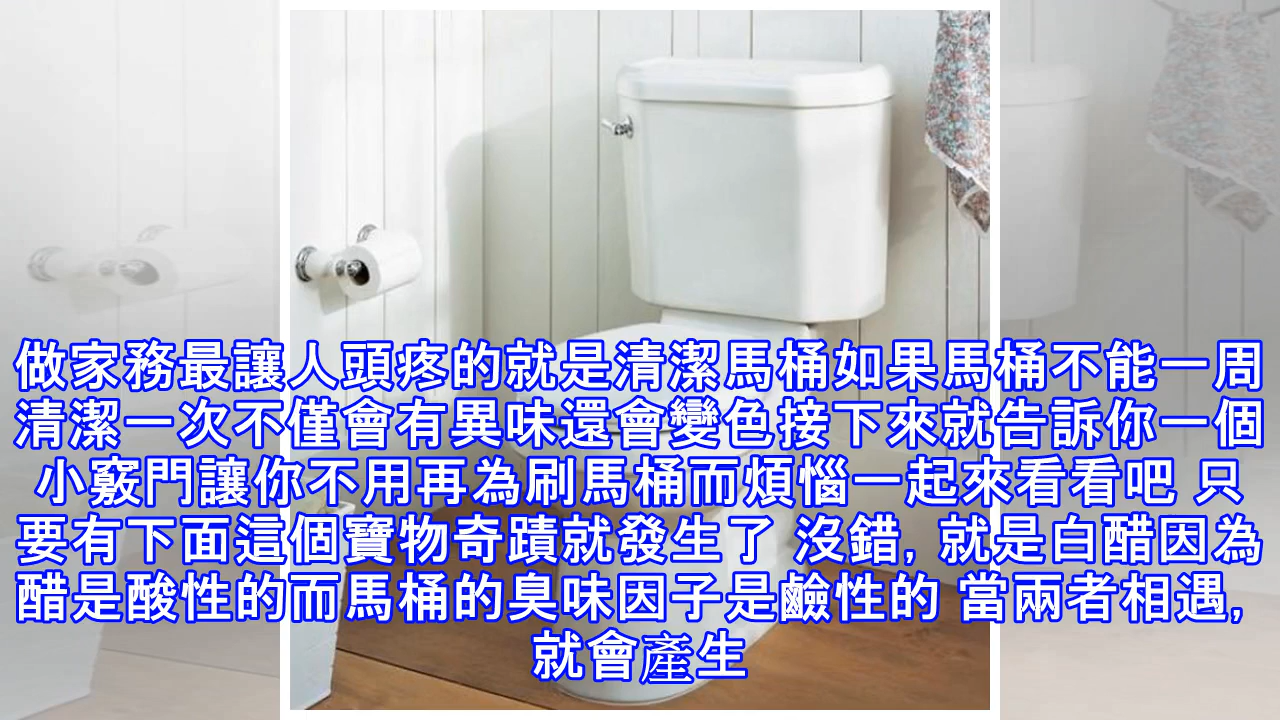 做家務最讓人頭疼的就是清潔馬桶如果馬桶不能一周
清潔一次不僅會有異味還會變色接下來就告訴你一個
小竅門讓你不用再為刷馬桶而煩惱一起來看看吧 只
要有下面這個寶物奇蹟就發生了 沒錯, 就是白醋因為
醋是酸性的而馬桶的臭味因子是鹼性的 當兩者相遇,
就會產生